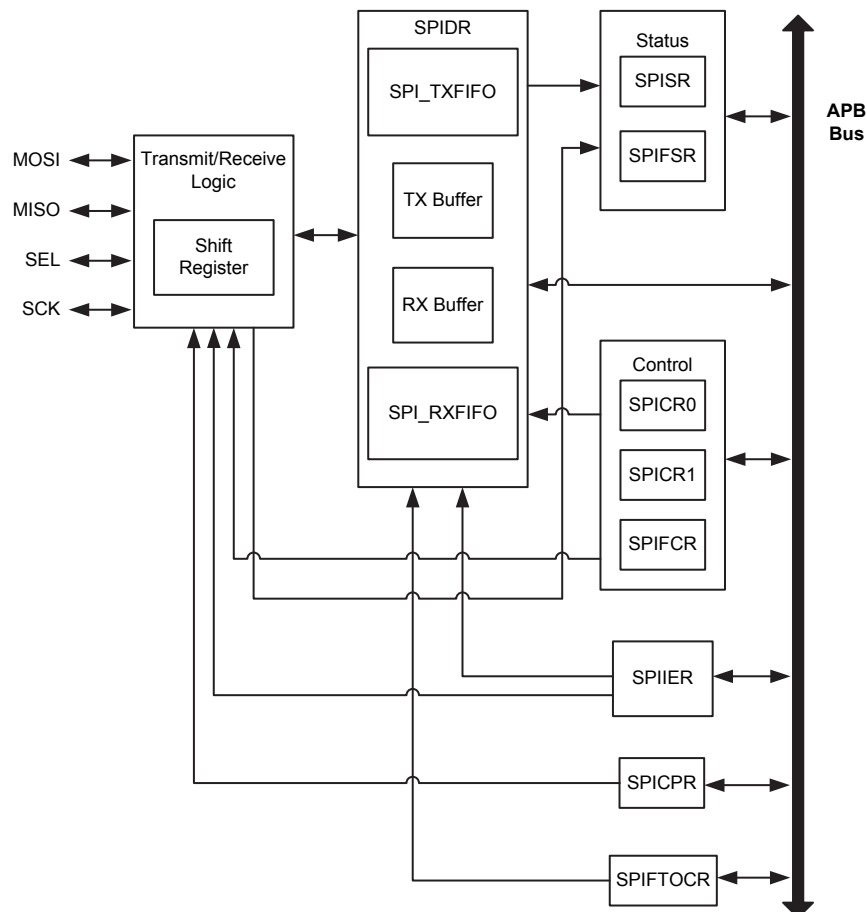 SPIDR
SPI_TXFIFO
TX Buffer
RX Buffer
SPI_RXFIFO
Status
SPISR
SPIFSR
APB
Bus
MOSI
MISO
SEL
SCK
Transmit/Receive
Logic
Shift
Register
Control
SPICR0
SPICR1
SPIFCR
SPIIER
SPICPR
SPIFTOCR